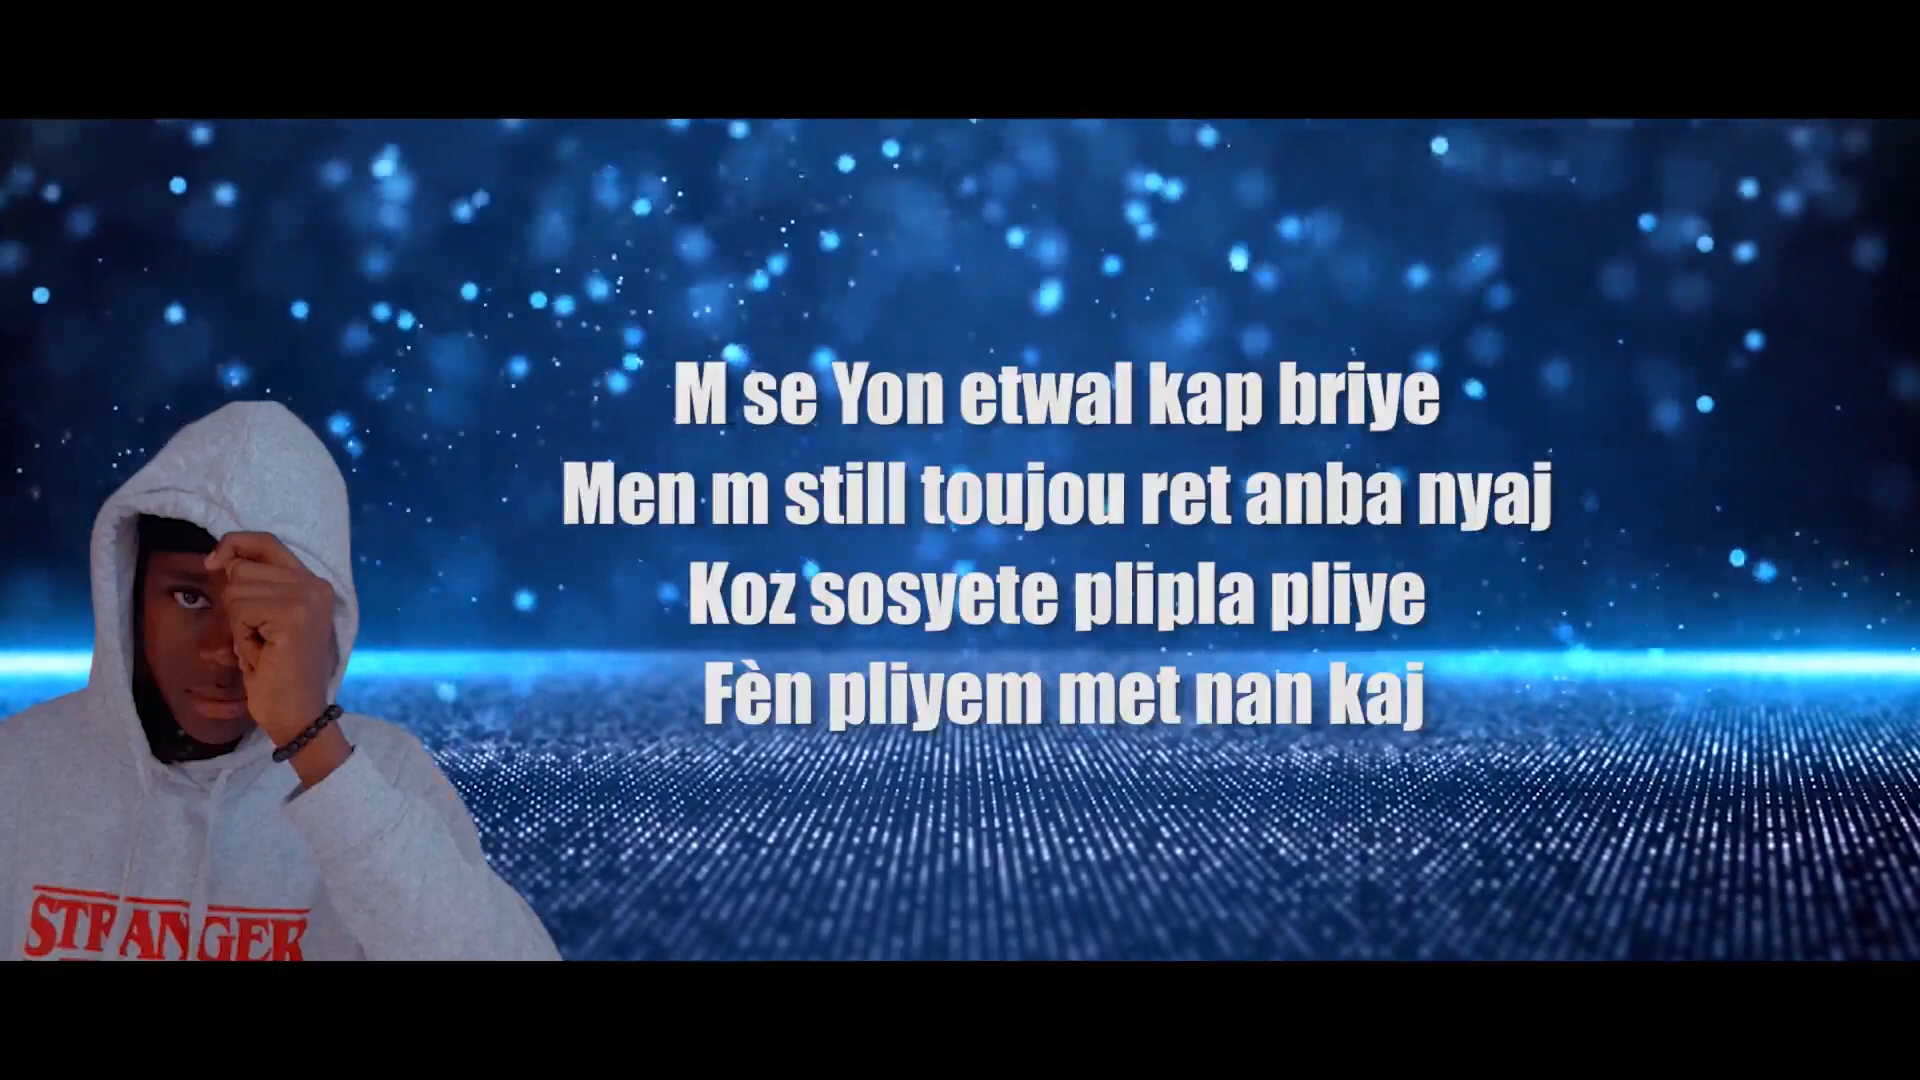 M se Yon etwal kap briye
Men m still toujou ret anba nyaj
Koz sosyete plipla pliye
Fèn pliyem met nan kaj
STRANGER